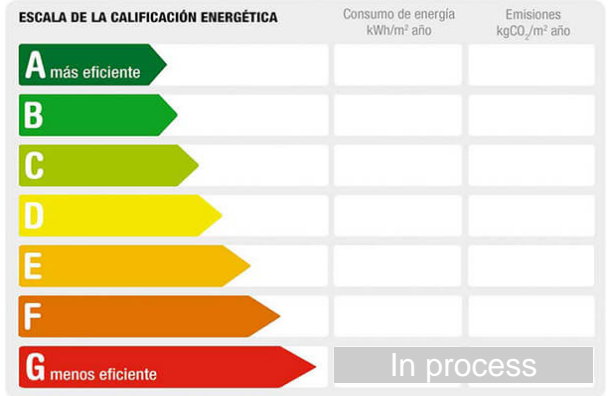 ESCALA DE LA CALIFICACIÓN ENERGÉTICA
Consumo de energía
kWh/m² año
Emisiones
kgCO₂/m² año
A más eficiente
B
C
D
E
F
G menos eficiente
In process